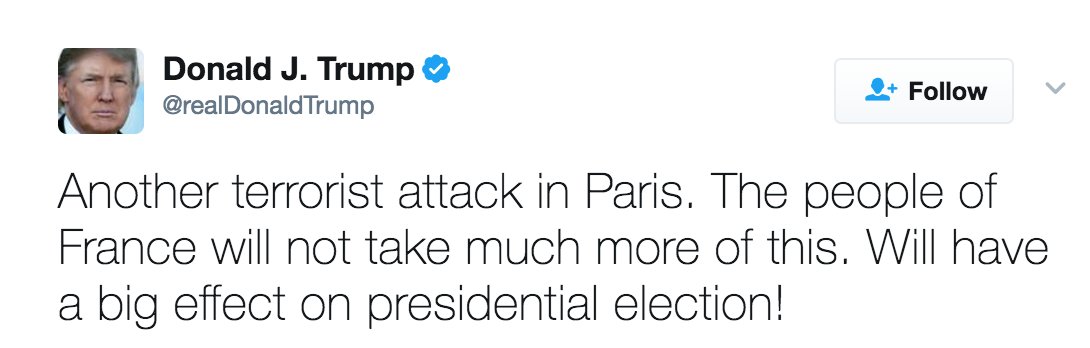 Donald J. Trump
@realDonaldTrump
Follow
Another terrorist attack in Paris. The people of
France will not take much more of this. Will have
a big effect on presidential election!